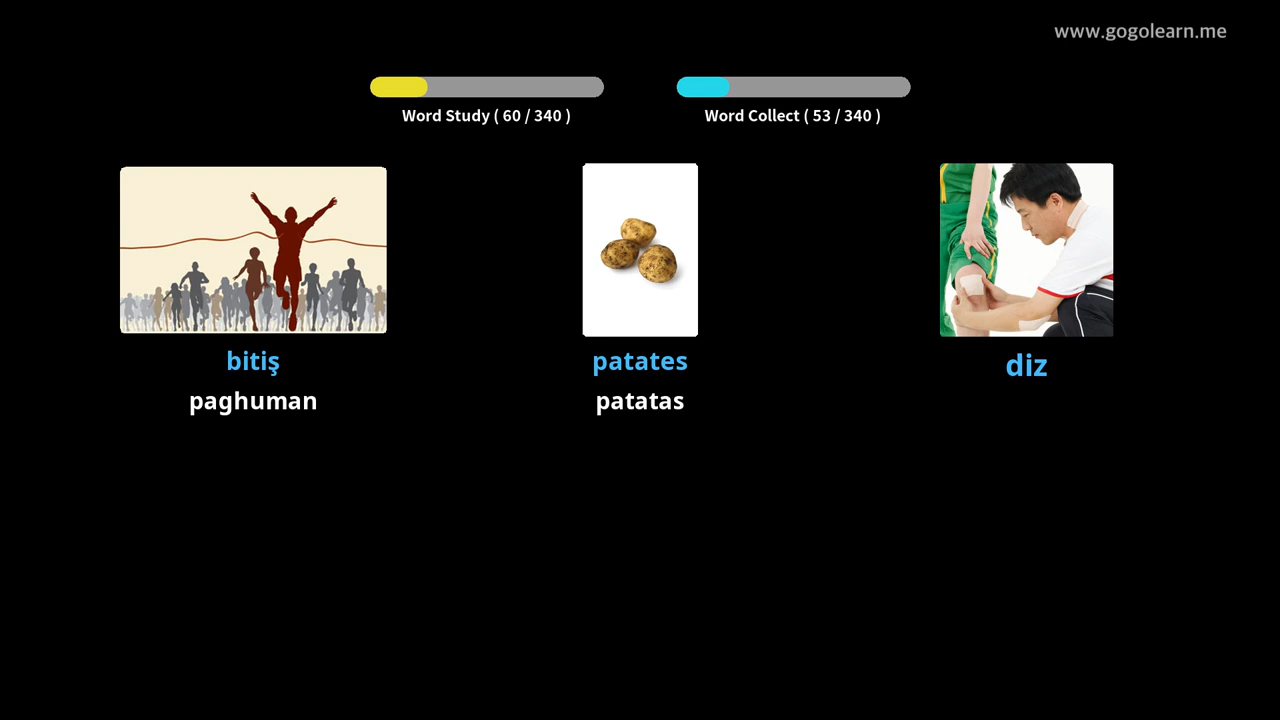 www.gogolearn.me
Word Study ( 60 / 340 )
Word Collect ( 53 / 340 )
bitiş
patates
diz
paghuman
patatas